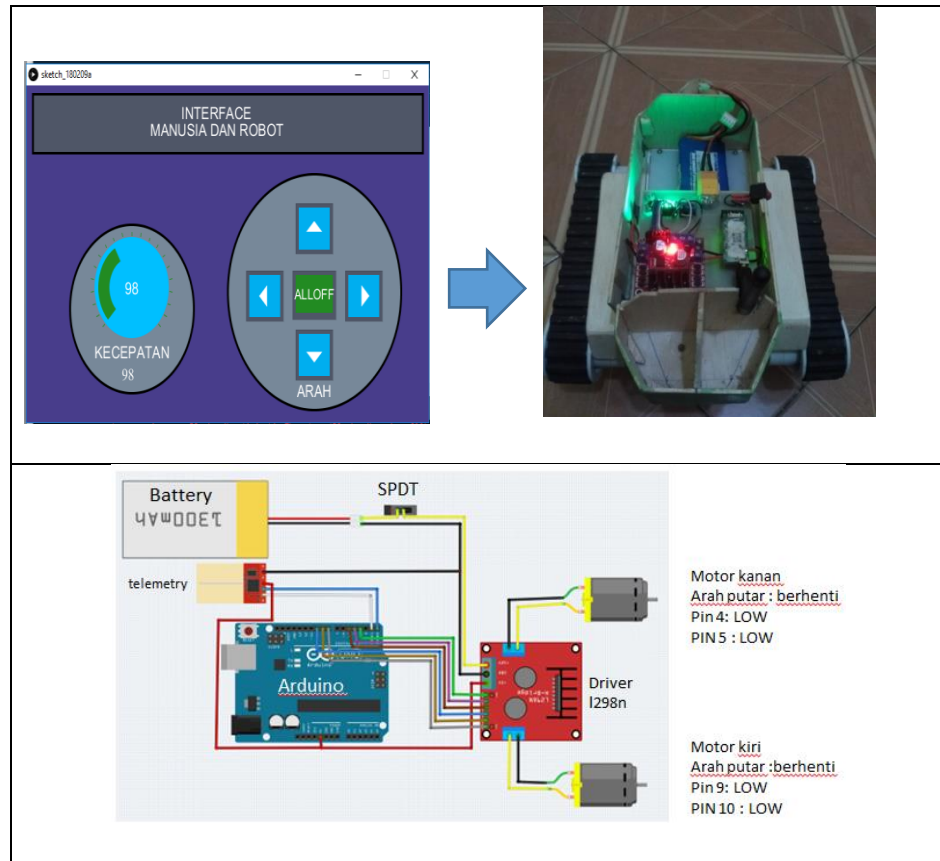 sketch_180209a
INTERFACE
MANUSIA DAN ROBOT
98
KECEPATAN
98
ALLOFF
ARAH
Battery
1300mAh
SPDT
telemetry
Arduino
Driver
l298n
Motor kanan
Arah putar : berhenti
Pin 4: LOW
PIN 5 : LOW
Motor kiri
Arah putar :berhenti
Pin 9: LOW
PIN 10 : LOW